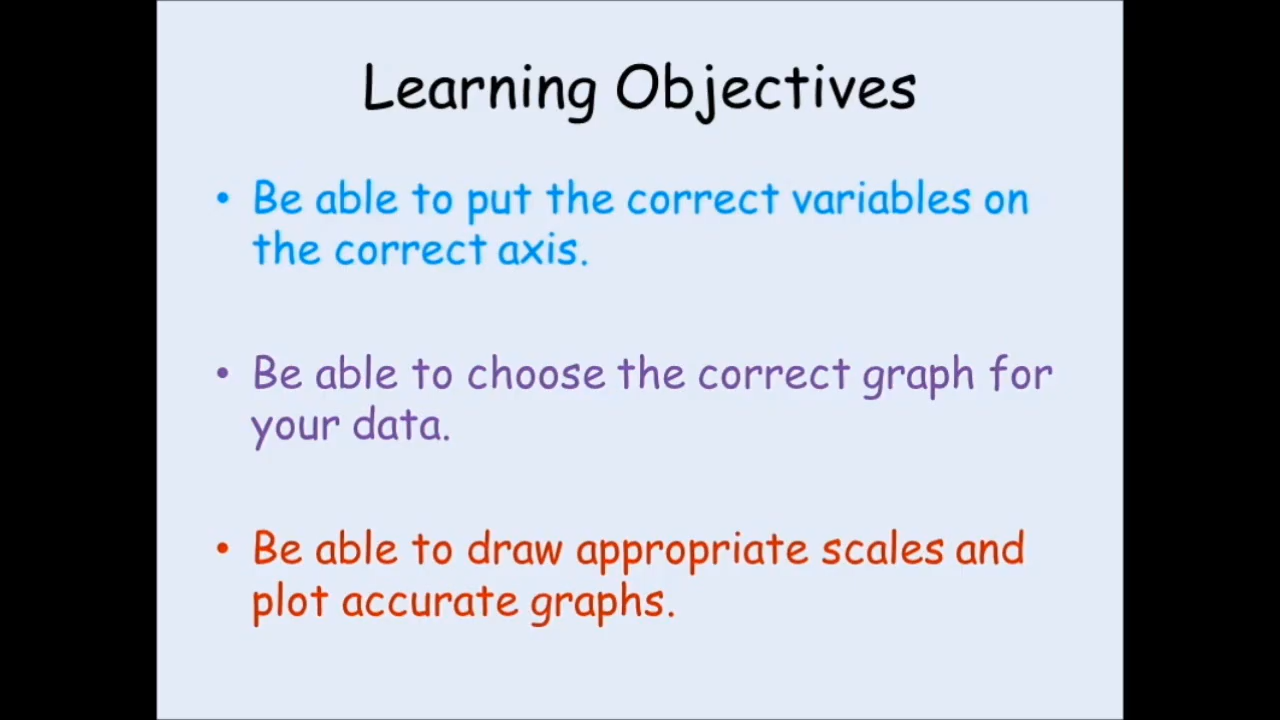 Learning Objectives
• Be able to put the correct variables on
the correct axis.
• Be able to choose the correct graph for
your data.
• Be able to draw appropriate scales and
plot accurate graphs.